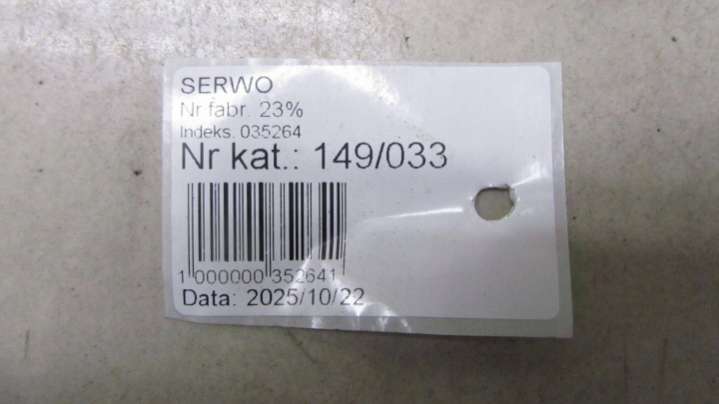 SERWO
Nr fabr. 23%
Indeks. 035264
Nr kat.: 149/033
1 000000 352641
Data: 2025/10/22